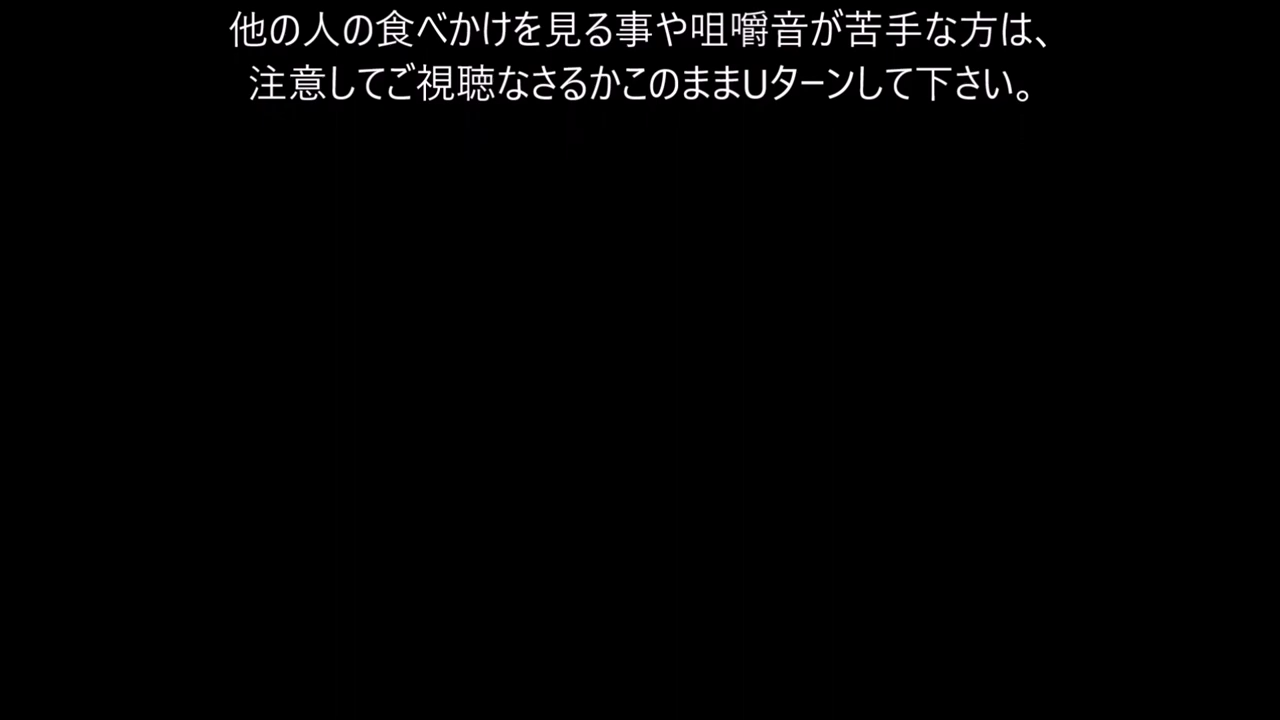 他の人の食べかけを見る事や咀嚼音が苦手な方は、
注意してご視聴なさるかこのままUターンして下さい。